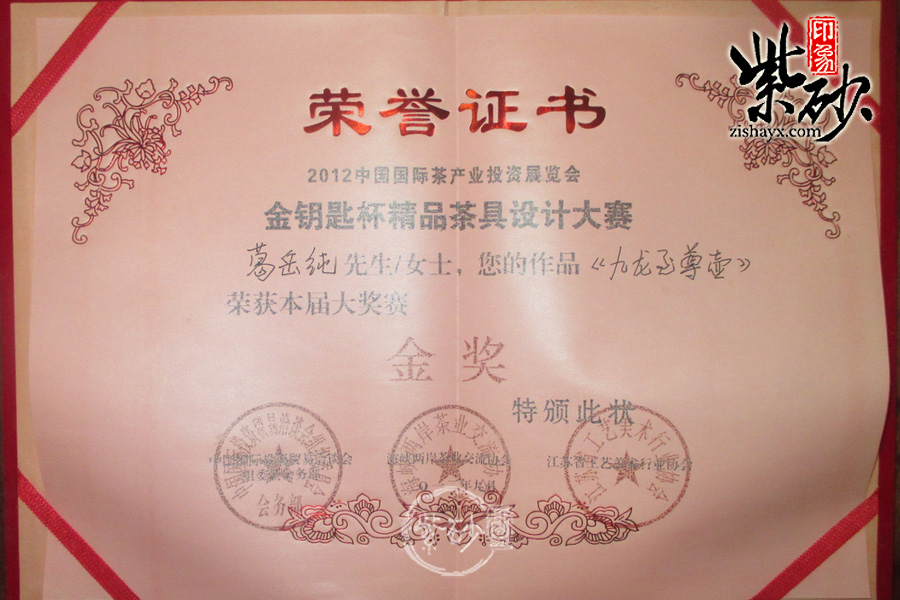 印象
紫砂
zishayx.com
荣誉证书
2012中国国际茶产业投资展览会
金钥匙杯精品茶具设计大赛
葛岳纯 先生/女士，您的作品《九龙至尊壶》
荣获本届大奖赛
金奖
特颁此状
海峡两岸茶业交流协会
江苏省工艺美术行业协会
会务部